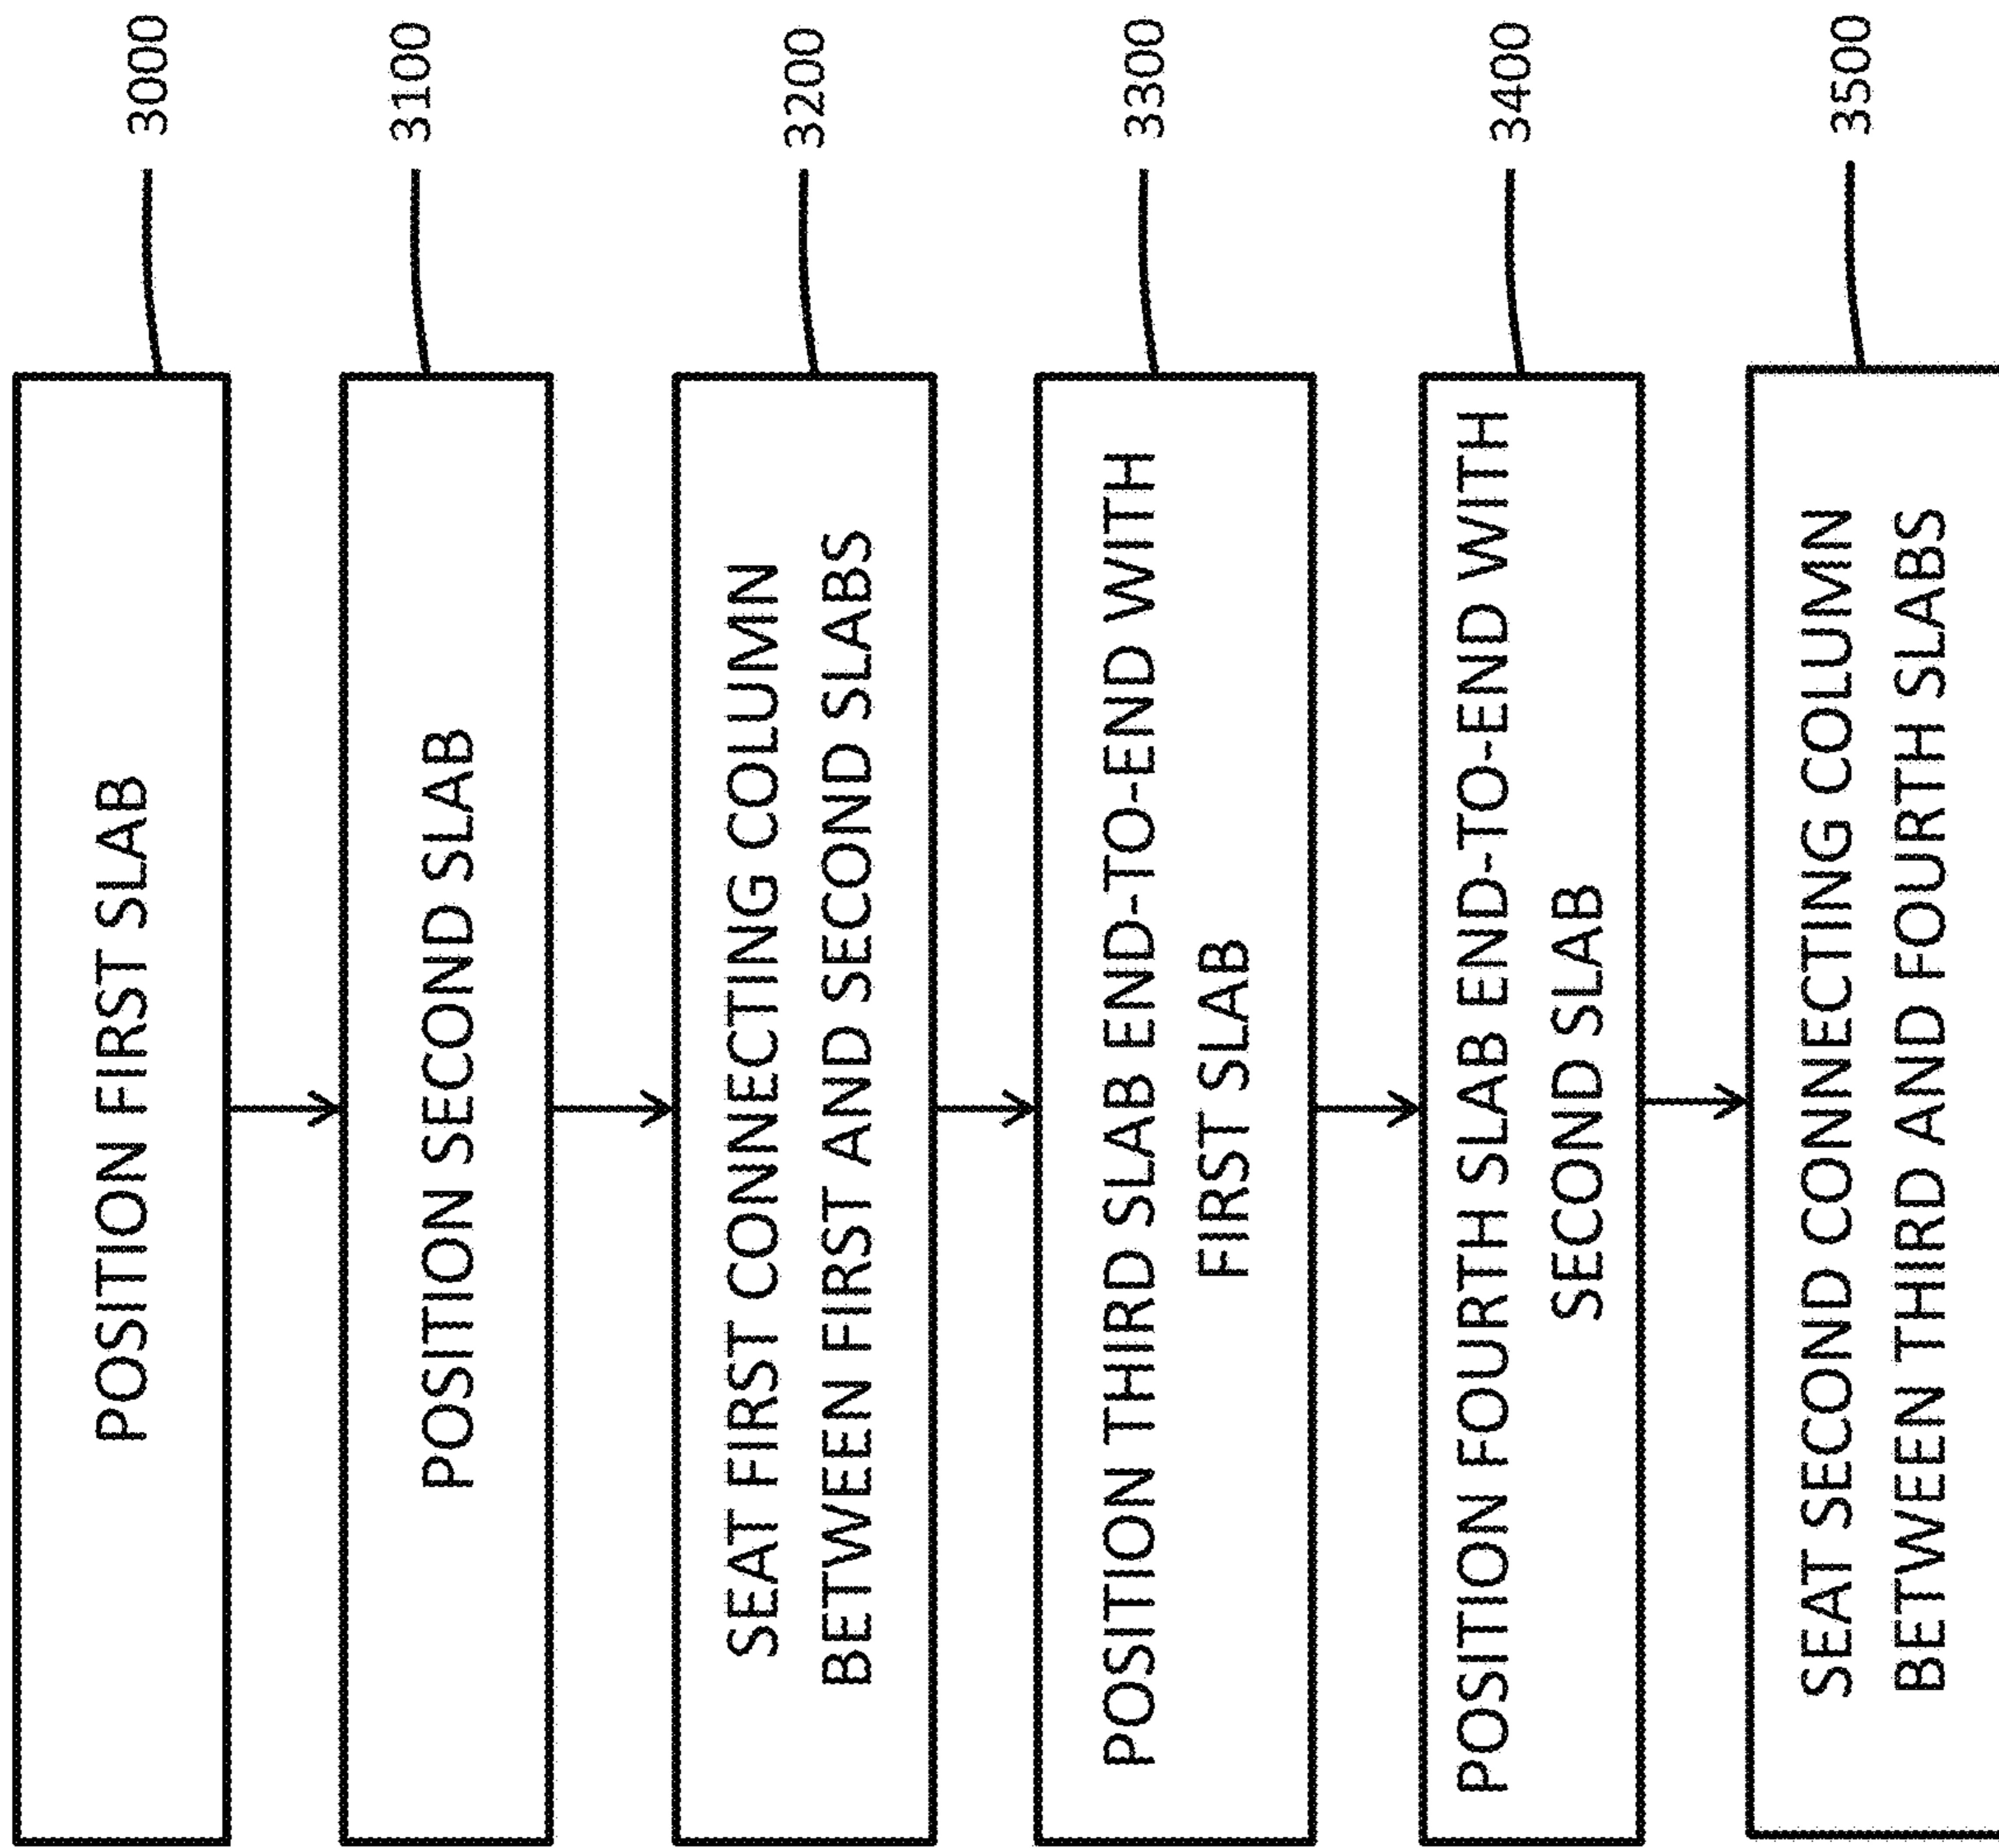 POSITION FIRST SLAB
3000
POSITION SECOND SLAB
3100
SEAT FIRST CONNECTING COLUMN
BETWEEN FIRST AND SECOND SLABS
3200
POSITION THIRD SLAB END-TO-END WITH
FIRST SLAB
3300
POSITION FOURTH SLAB END-TO-END WITH
SECOND SLAB
3400
SEAT SECOND CONNECTING COLUMN
BETWEEN THIRD AND FOURTH SLABS
3500